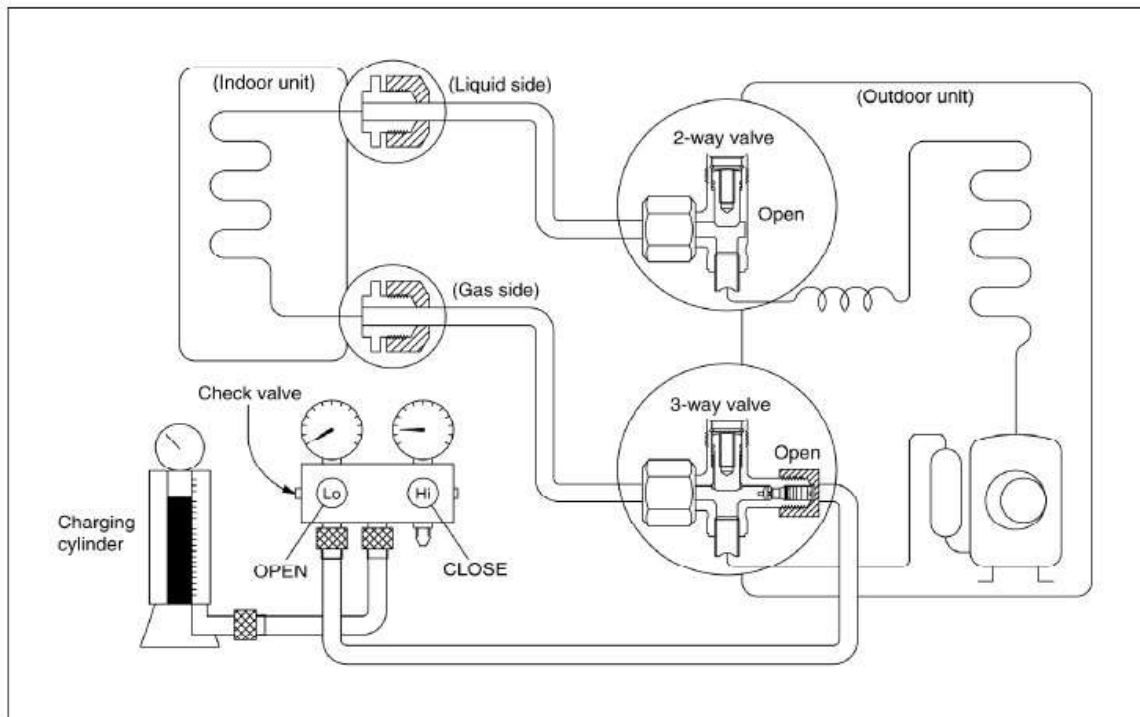 (Indoor unit)
(Liquid side)
(Outdoor unit)
2-way valve
Open
(Gas side)
Check valve
3-way valve
Open
Lo
Hi
Charging
cylinder
OPEN
CLOSE